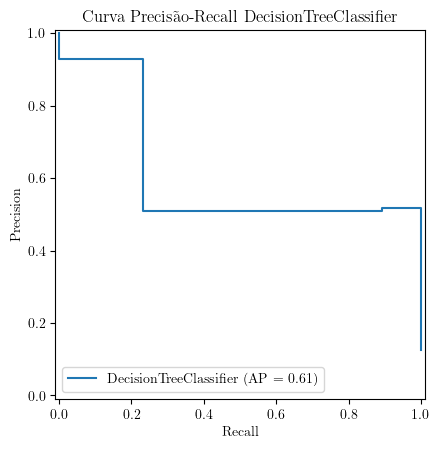 Curva Precisão-Recall DecisionTreeClassifier
1.0
0.8
0.6
0.4
0.2
0.0
Precision
DecisionTreeClassifier (AP = 0.61)
0.0 0.2 0.4 0.6 0.8 1.0
Recall